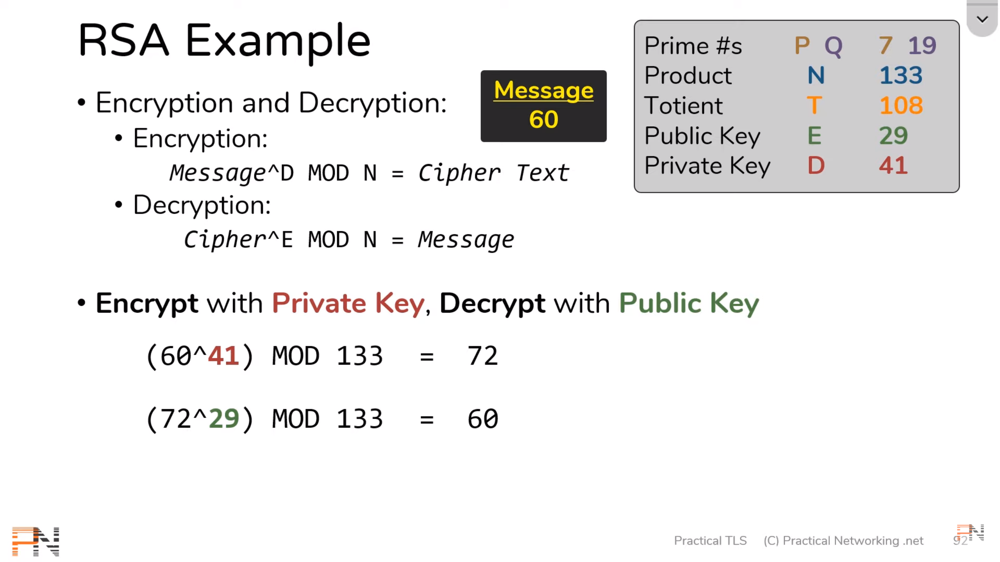 RSA Example
• Encryption and Decryption:
• Encryption:
Message^D MOD N = Cipher Text
• Decryption:
Cipher^E MOD N = Message
Message
60
Prime #s P Q 7 19
Product N 133
Totient T 108
Public Key E 29
Private Key D 41
• Encrypt with Private Key, Decrypt with Public Key
(60^41) MOD 133 = 72
(72^29) MOD 133 = 60
PN
Practical TLS (C) Practical Networking .net 92
PN